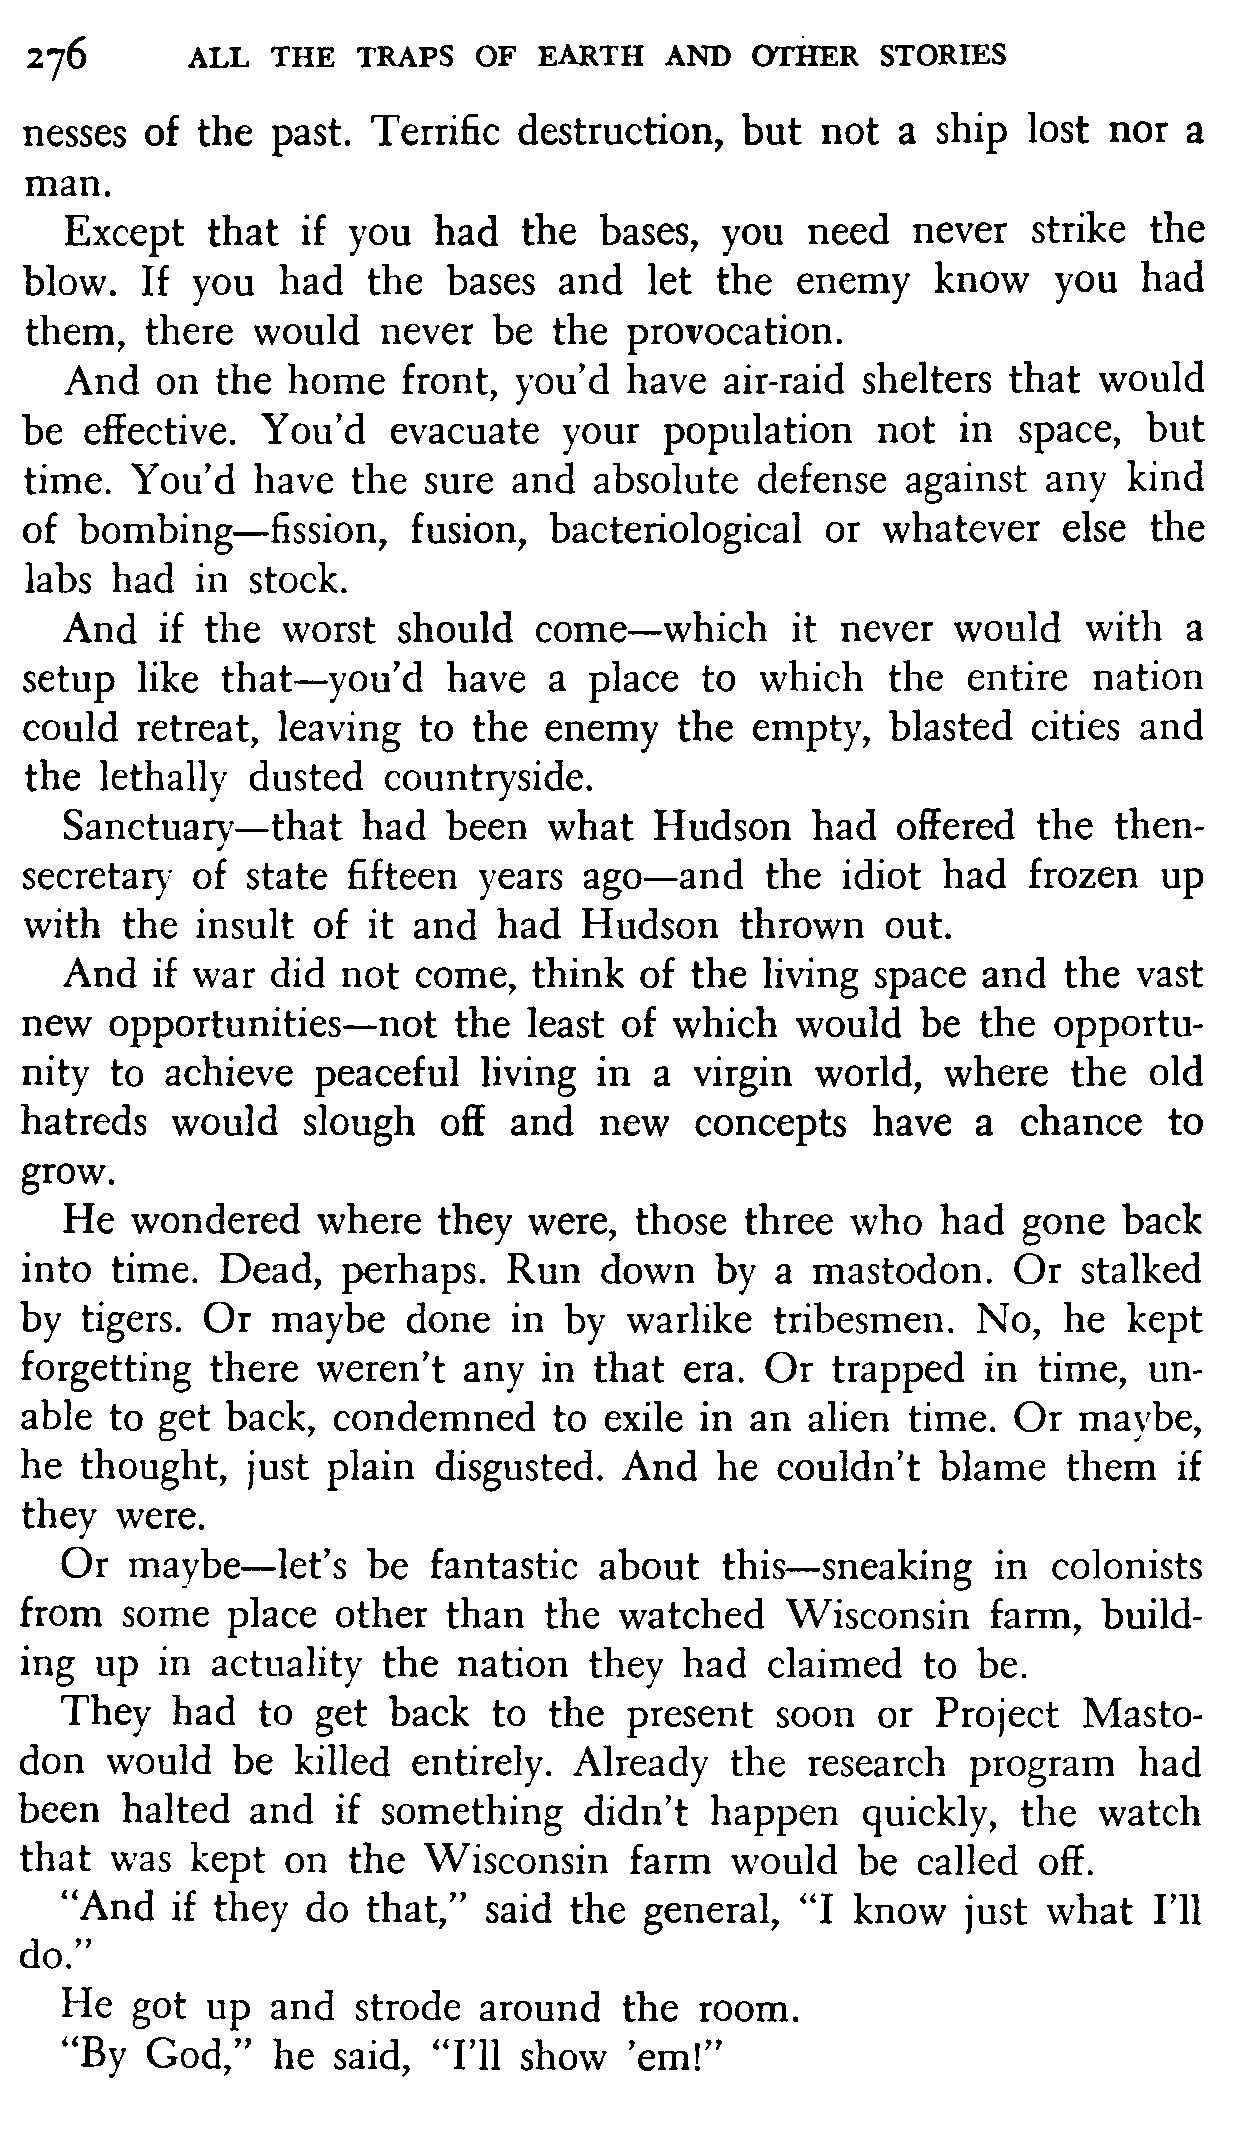 276 ALL THE TRAPS OF EARTH AND OTHER STORIES
nesses of the past. Terrific destruction, but not a ship lost nor a
man.
Except that if you had the bases, you need never strike the
blow. If you had the bases and let the enemy know you had
them, there would never be the provocation.
And on the home front, you'd have air-raid shelters that would
be effective. You'd evacuate your population not in space, but
time. You'd have the sure and absolute defense against any kind
of bombing—fission, fusion, bacteriological or whatever else the
labs had in stock.
And if the worst should come—which it never would with a
setup like that—you'd have a place to which the entire nation
could retreat, leaving to the enemy the empty, blasted cities and
the lethally dusted countryside.
Sanctuary—that had been what Hudson had offered the then-
secretary of state fifteen years ago—and the idiot had frozen up
with the insult of it and had Hudson thrown out.
And if war did not come, think of the living space and the vast
new opportunities—not the least of which would be the opportu-
nity to achieve peaceful living in a virgin world, where the old
hatreds would slough off and new concepts have a chance to
grow.
He wondered where they were, those three who had gone back
into time. Dead, perhaps. Run down by a mastodon. Or stalked
by tigers. Or maybe done in by warlike tribesmen. No, he kept
forgetting there weren't any in that era. Or trapped in time, un-
able to get back, condemned to exile in an alien time. Or maybe,
he thought, just plain disgusted. And he couldn't blame them if
they were.
Or maybe—let's be fantastic about this—sneaking in colonists
from some place other than the watched Wisconsin farm, build-
ing up in actuality the nation they had claimed to be.
They had to get back to the present soon or Project Masto-
don would be killed entirely. Already the research program had
been halted and if something didn't happen quickly, the watch
that was kept on the Wisconsin farm would be called off.
"And if they do that," said the general, "I know just what I'll
do."
He got up and strode around the room.
"By God," he said, "I'll show 'em!"